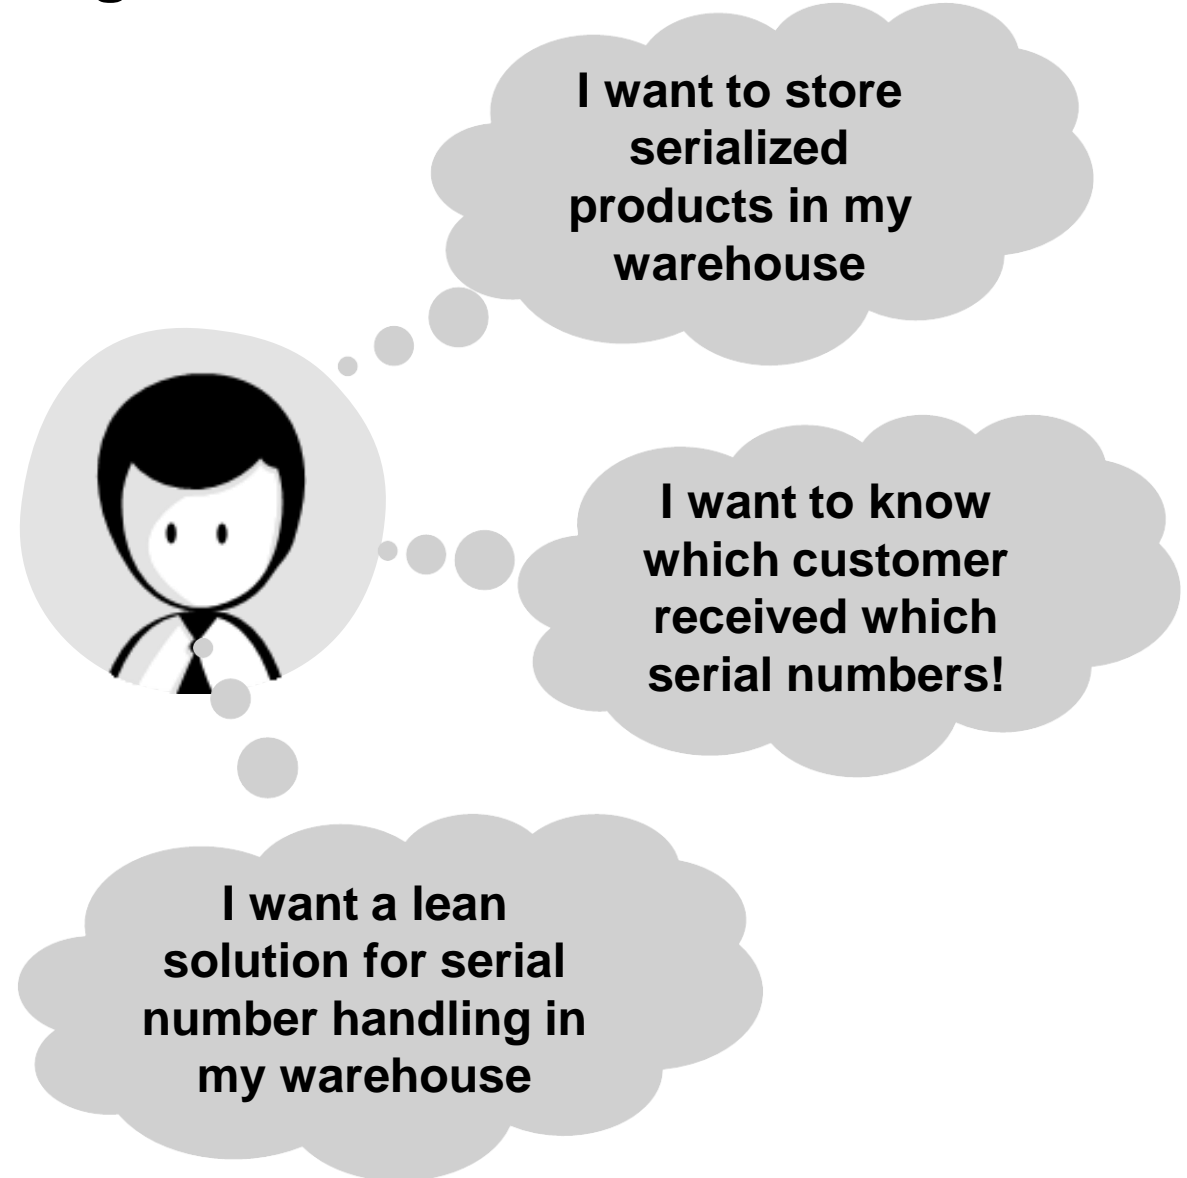 I want to store
serialized
products in my
warehouse
I want to know
which customer
received which
serial numbers!
I want a lean
solution for serial
number handling in
my warehouse